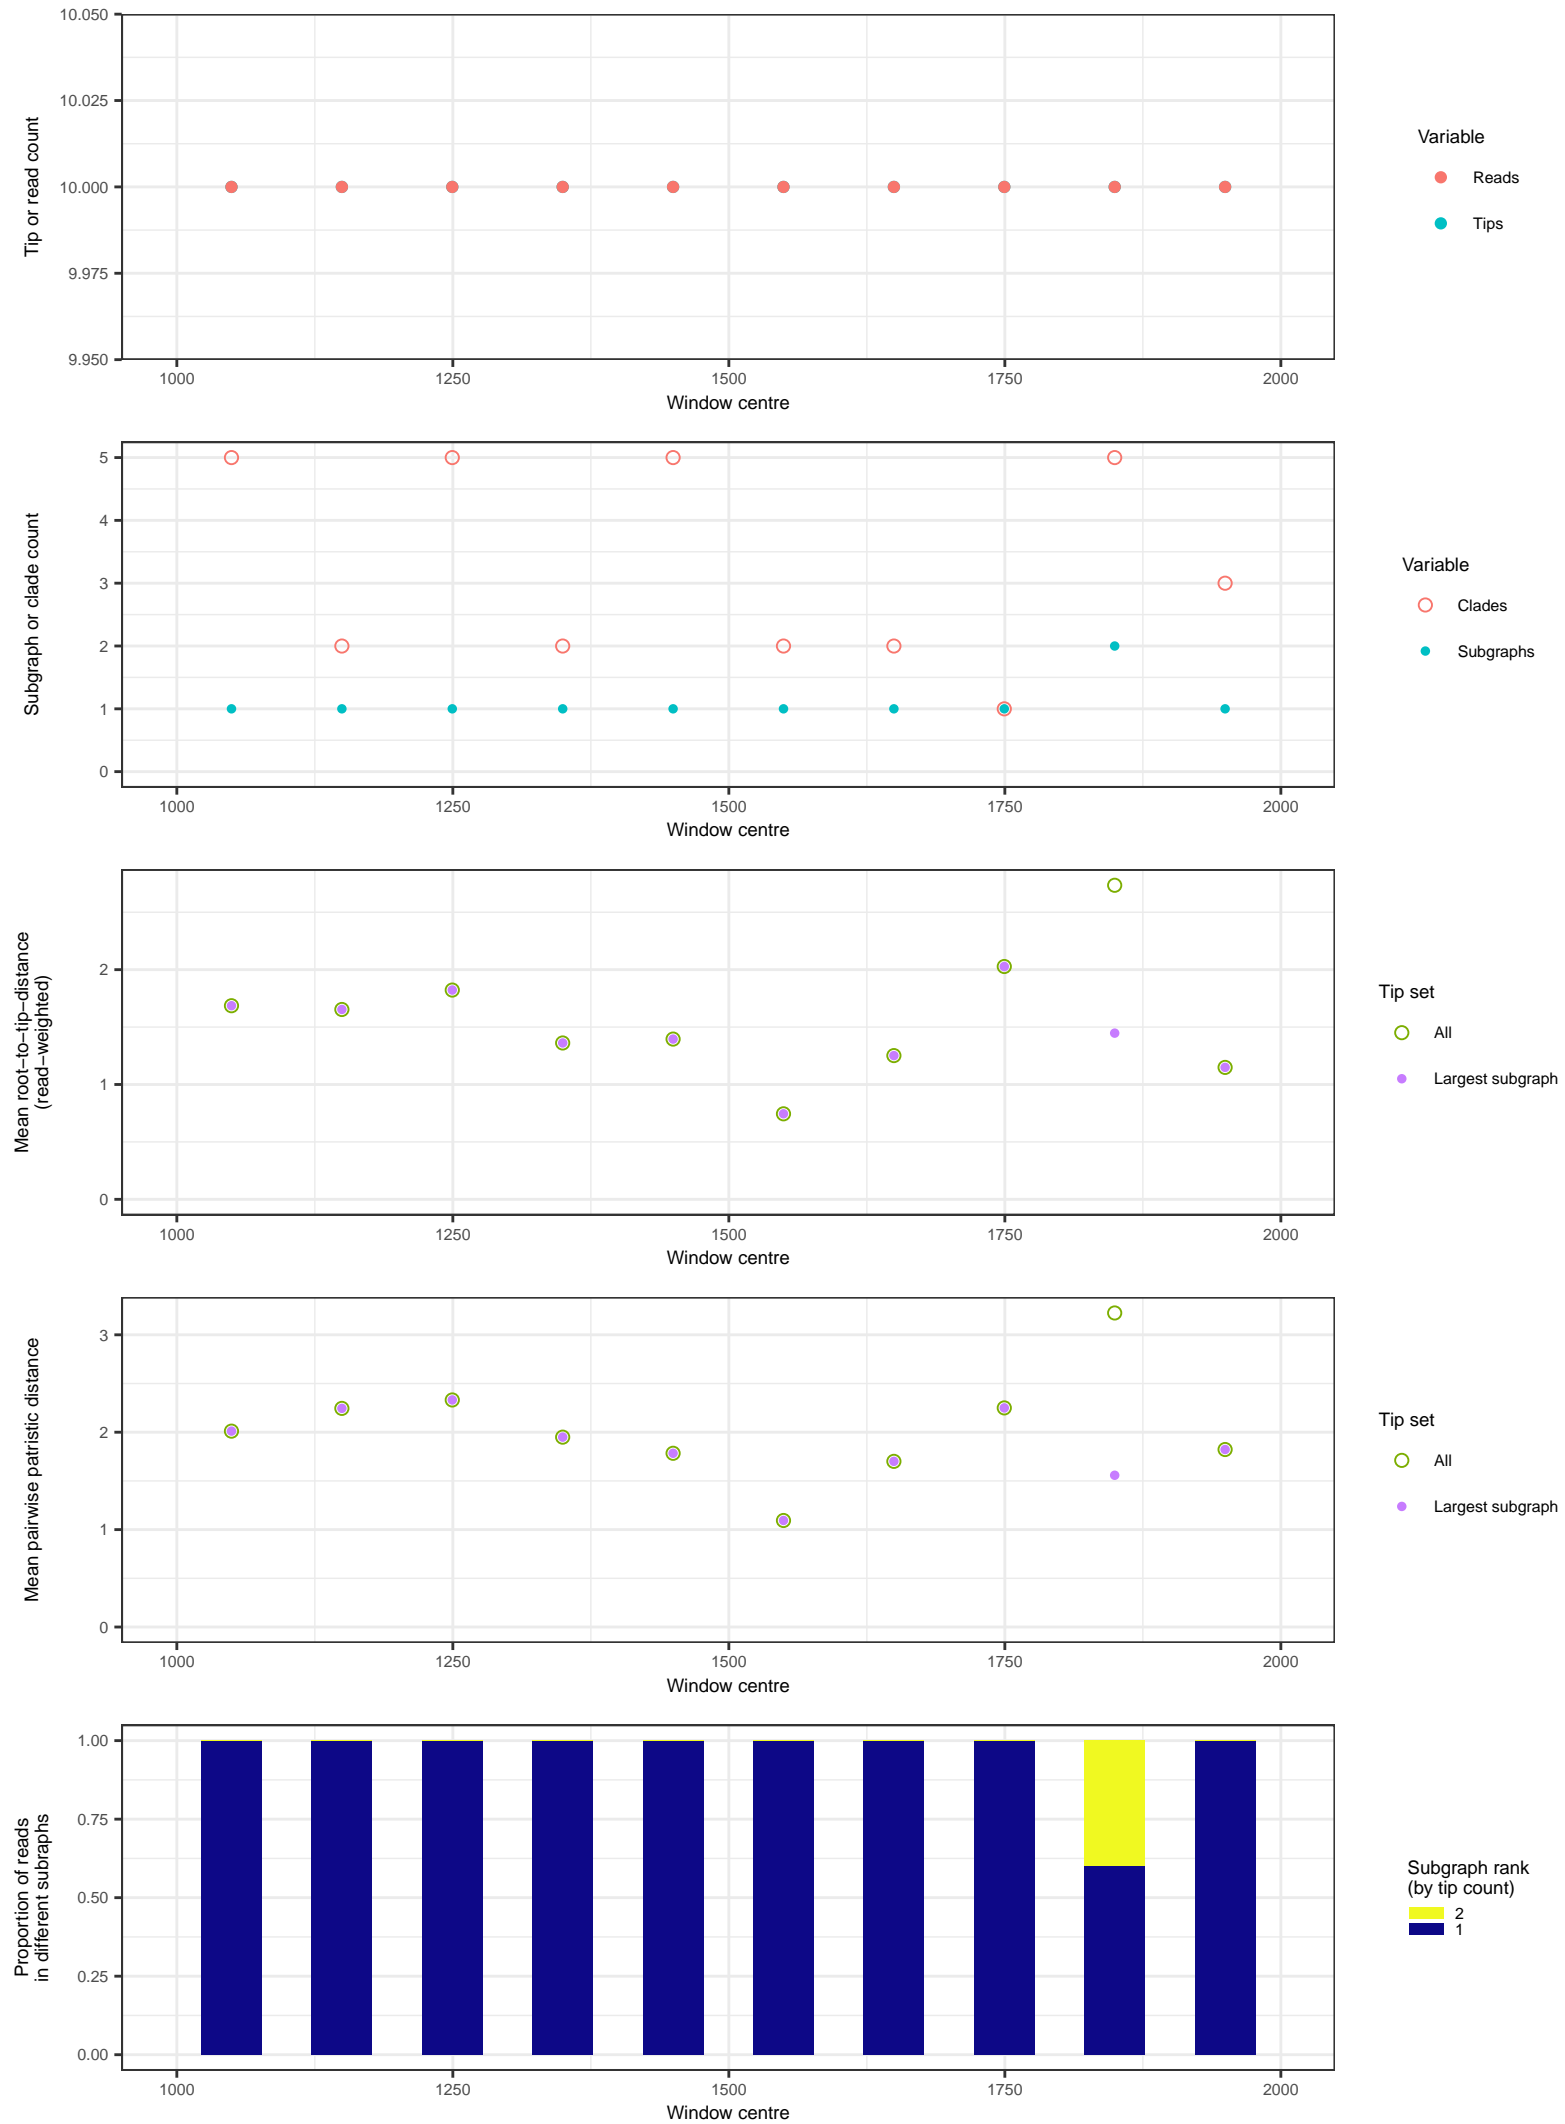 10.050
10.025
10.000
9.975
9.950
Tip or read count
1000 1250 1500 1750 2000
Window centre
Variable
Reads
Tips
5
4
3
2
1
0
Subgraph or clade count
1000 1250 1500 1750 2000
Window centre
Variable
Clades
Subgraphs
2
1
0
Mean root−to−tip−distance
(read−weighted)
1000 1250 1500 1750 2000
Window centre
Tip set
All
Largest subgraph
3
2
1
0
Mean pairwise patristic distance
1000 1250 1500 1750 2000
Window centre
Tip set
All
Largest subgraph
1.00
0.75
0.50
0.25
0.00
Proportion of reads
in different subraphs
1000 1250 1500 1750 2000
Window centre
Subgraph rank
(by tip count)
2
1